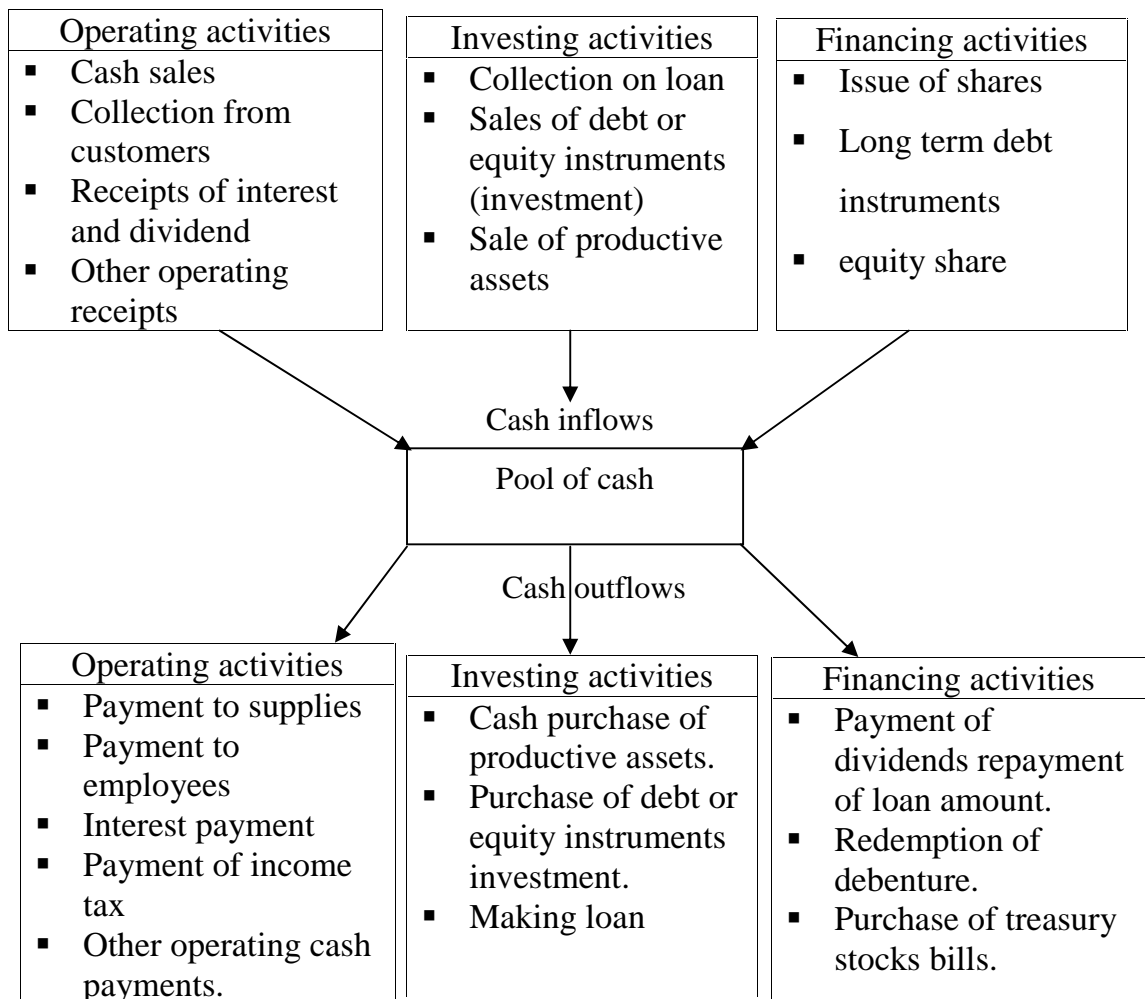 Operating activities
▪ Cash sales
▪ Collection from
customers
▪ Receipts of interest
and dividend
▪ Other operating
receipts
Investing activities
▪ Collection on loan
▪ Sales of debt or
equity instruments
(investment)
▪ Sale of productive
assets
Financing activities
▪ Issue of shares
▪ Long term debt
instruments
▪ equity share
Cash inflows
Pool of cash
Cash outflows
Operating activities
▪ Payment to supplies
▪ Payment to
employees
▪ Interest payment
▪ Payment of income
tax
▪ Other operating cash
payments.
Investing activities
▪ Cash purchase of
productive assets.
▪ Purchase of debt or
equity instruments
investment.
▪ Making loan
Financing activities
▪ Payment of
dividends repayment
of loan amount.
▪ Redemption of
debenture.
▪ Purchase of treasury
stocks bills.